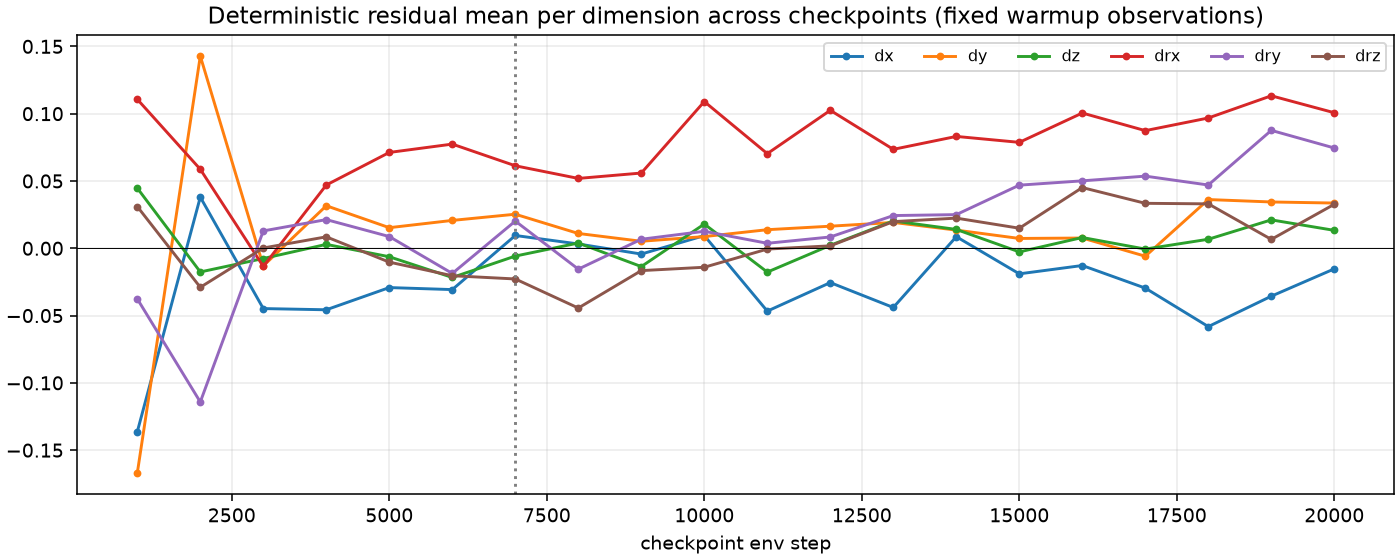 Deterministic residual mean per dimension across checkpoints (fixed warmup observations)
dx dy dz drx dry drz
0.15
0.10
0.05
0.00
−0.05
−0.10
−0.15
2500 5000 7500 10000 12500 15000 17500 20000
checkpoint env step